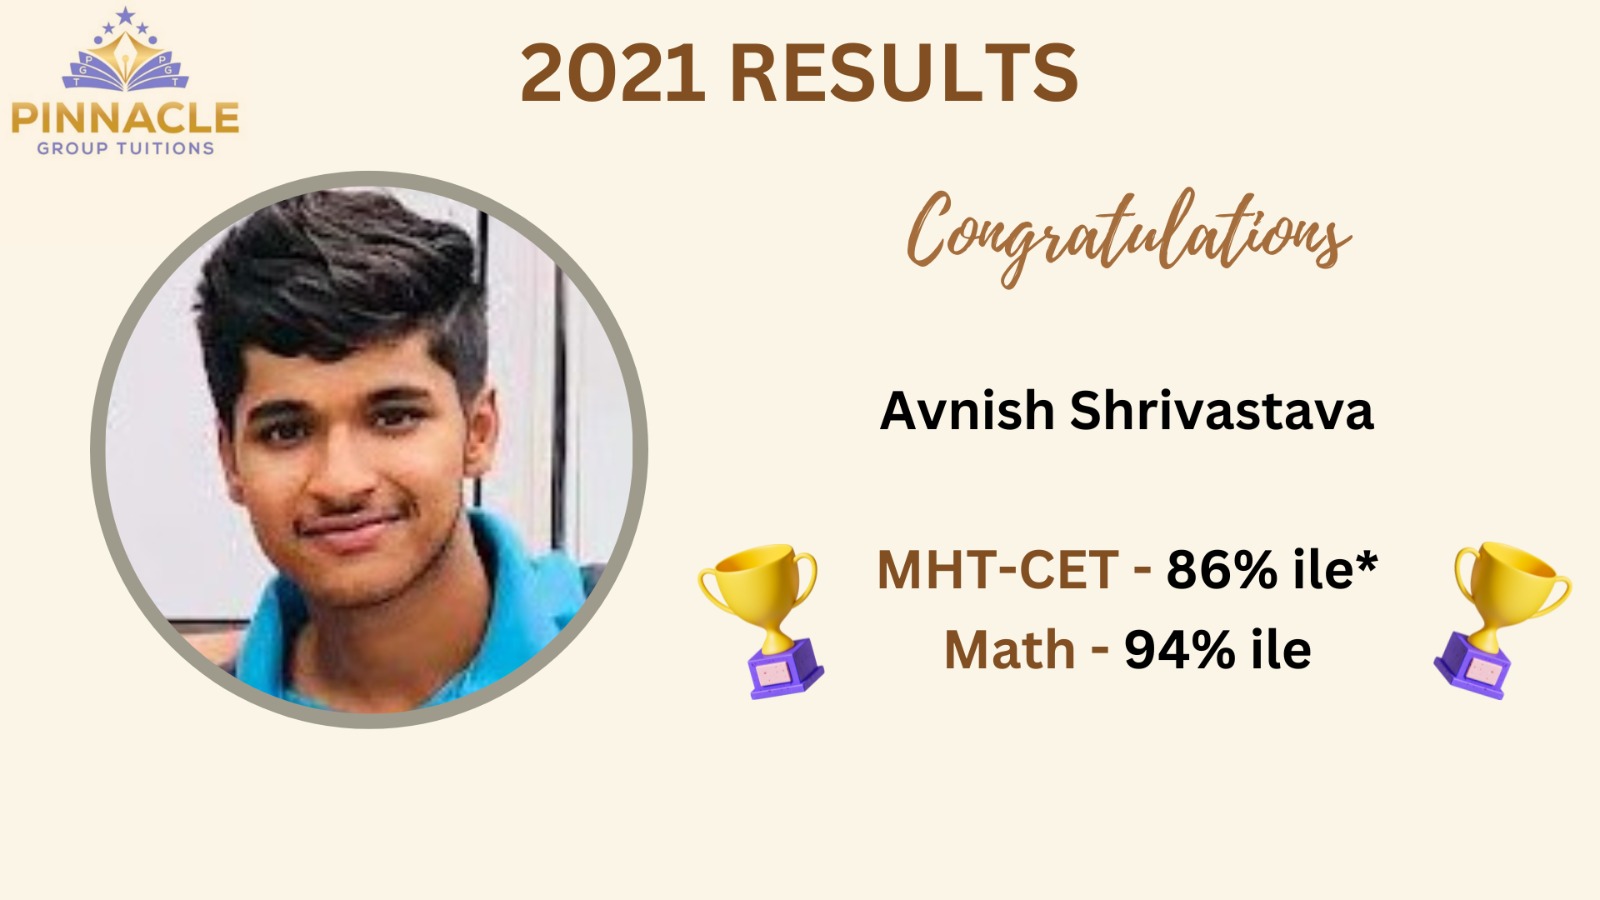 PINNACLE
GROUP TUITIONS
2021 RESULTS
Congratulations
Avnish Shrivastava
MHT-CET - 86% ile*
Math - 94% ile